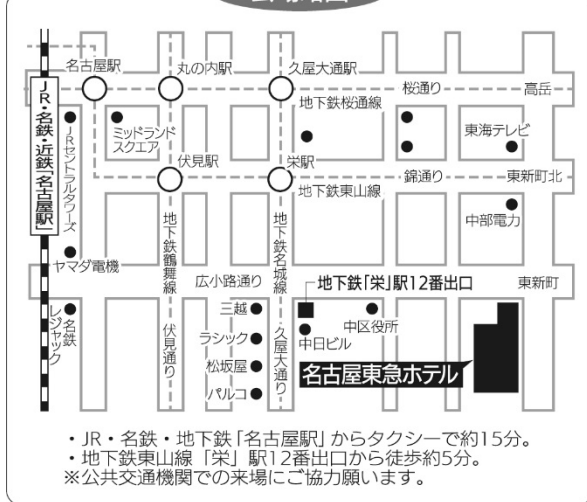 名古屋駅
丸の内駅
久屋大通駅
桜通り
高岳
地下鉄桜通線
JR・名鉄・近鉄「名古屋駅」
JRセントラルタワーズ
ミッドランド
スクエア
東海テレビ
伏見駅
栄駅
錦通り
東新町北
地下鉄東山線
中部電力
地下鉄鶴舞線
地下鉄名城線
ヤマダ電機
広小路通り
地下鉄「栄」駅12番出口
東新町
名鉄
レジャック
伏見通り
三越
ラシック
松坂屋
パルコ
久屋大通り
中日ビル
中区役所
名古屋東急ホテル
・JR・名鉄・地下鉄「名古屋駅」からタクシーで約15分。
・地下鉄東山線「栄」駅12番出口から徒歩約5分。
※公共交通機関での来場にご協力願います。